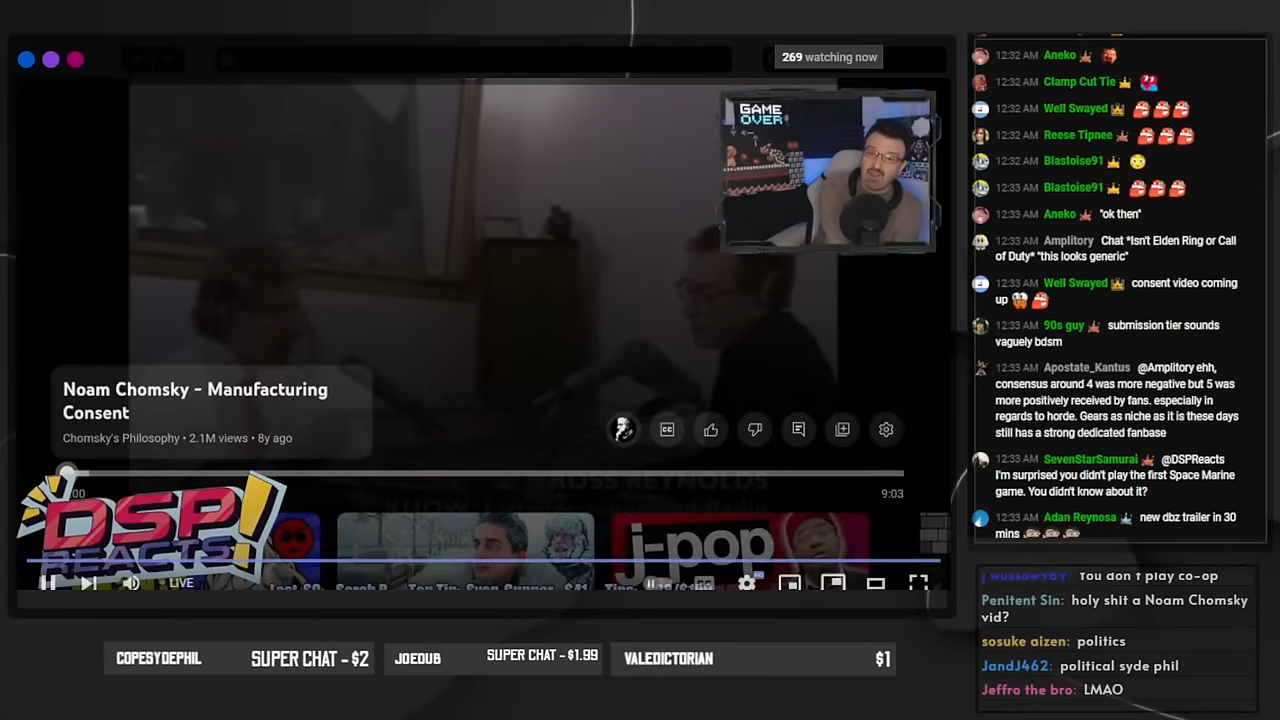 269 watching now
GAME
OVER
Noam Chomsky - Manufacturing
Consent
Chomsky's Philosophy • 2.1M views • 8y ago
ROSS REYNOLDS
:00
9:03
DSP!
REACTS
j-pop
LIVE
COPESYDEPHIL
SUPER CHAT - $2
JOEDUB
SUPER CHAT - $1.99
VALEDICTORIAN
$1
12:32 AM Aneko
12:32 AM Clamp Cut Tie
12:32 AM Well Swayed
12:32 AM Reese Tipnee
12:32 AM Blastoise91
12:33 AM Blastoise91
12:33 AM Aneko "ok then"
12:33 AM Amplitory Chat *Isn't Elden Ring or Call
of Duty* "this looks generic"
12:33 AM Well Swayed consent video coming
up
12:33 AM 90s guy submission tier sounds
vaguely bdsm
12:33 AM Apostate_Kantus @Amplitory ehh,
consensus around 4 was more negative but 5 was
more positively received by fans. especially in
regards to horde. Gears as niche as it is these days
still has a strong dedicated fanbase
12:33 AM SevenStarSamurai @DSPReacts
I'm surprised you didn't play the first Space Marine
game. You didn't know about it?
12:33 AM Adan Reynosa new dbz trailer in 30
mins
You don't play co-op
Penitent Sin: holy shit a Noam Chomsky
vid?
sosuke aizen: politics
JandJ462: political syde phil
Jeffro the bro: LMAO